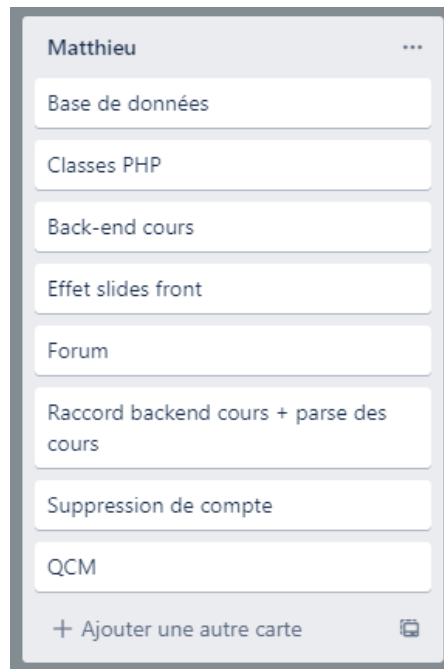 Matthieu
Base de données
Classes PHP
Back-end cours
Effet slides front
Forum
Raccord backend cours + parse des
cours
Suppression de compte
QCM
+ Ajouter une autre carte